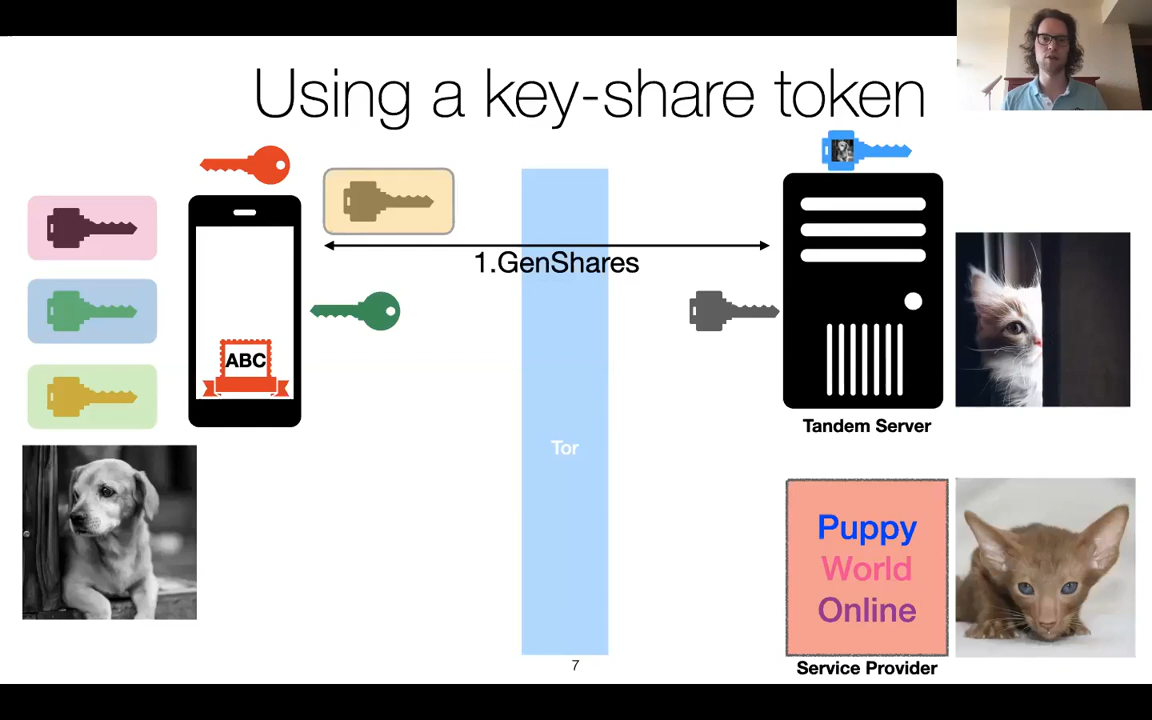 Using a key-share token
1.GenShares
ABC
Tor
Tandem Server
Puppy
World
Online
Service Provider
7